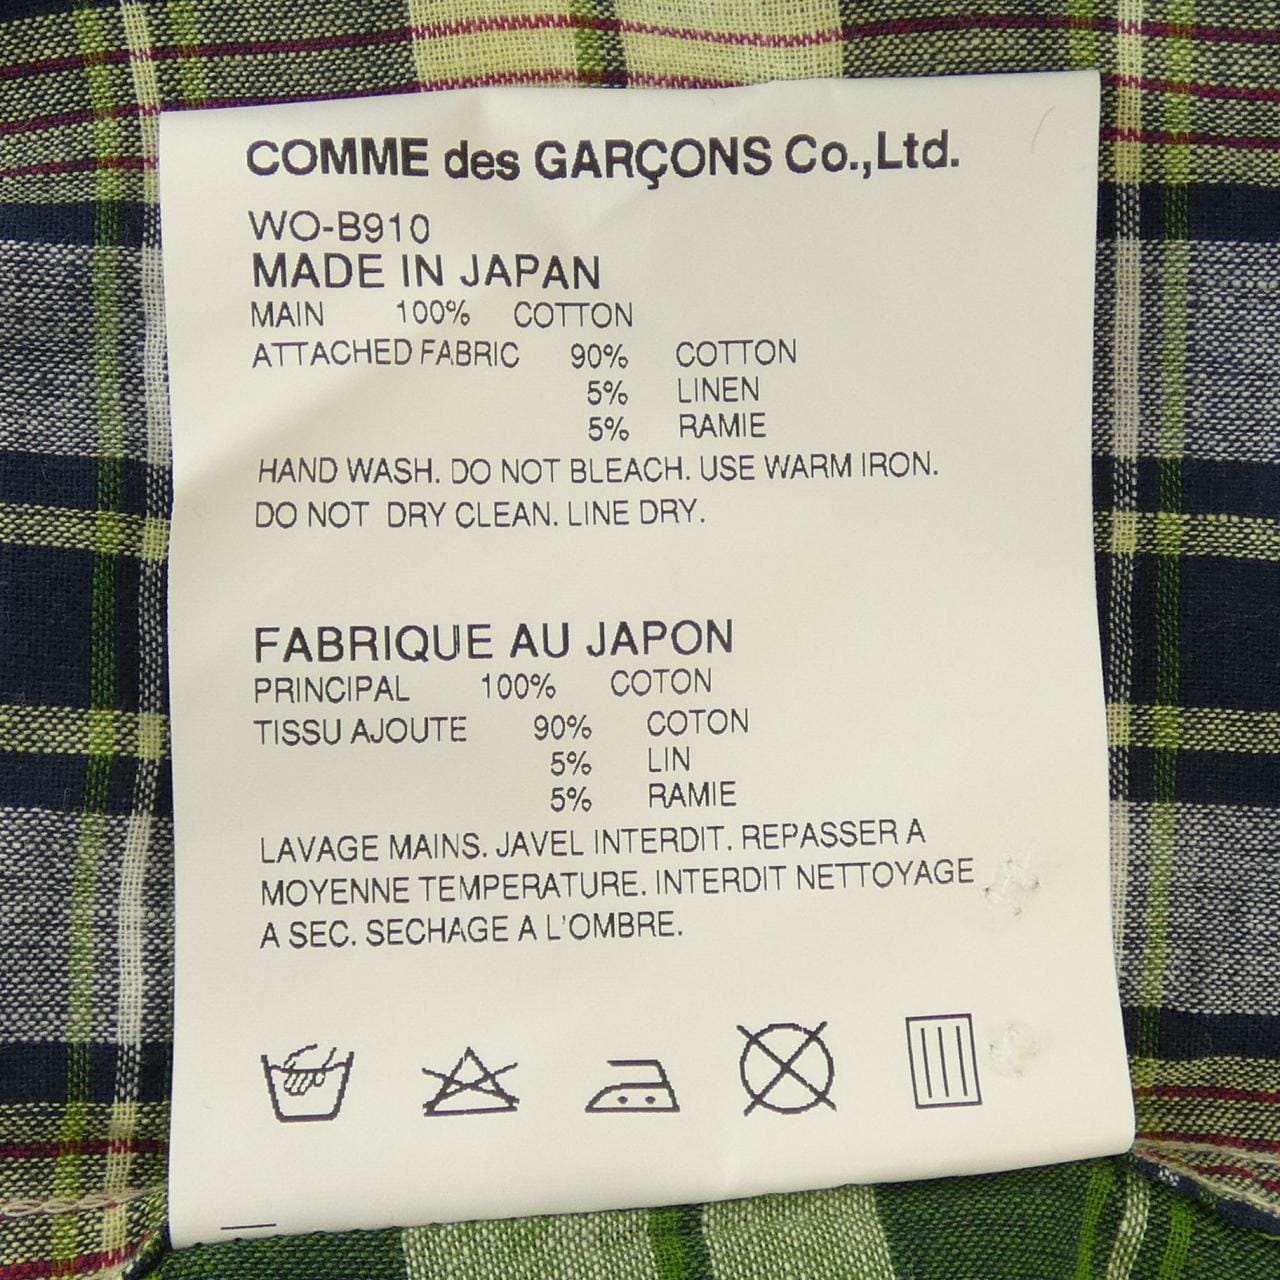 COMME des GARÇONS Co.,Ltd.
WO-B910
MADE IN JAPAN
MAIN 100% COTTON
ATTACHED FABRIC 90% COTTON
5% LINEN
5% RAMIE
HAND WASH. DO NOT BLEACH. USE WARM IRON.
DO NOT DRY CLEAN. LINE DRY.
FABRIQUE AU JAPON
PRINCIPAL 100% COTON
TISSU AJOUTE 90% COTON
5% LIN
5% RAMIE
LAVAGE MAINS. JAVEL INTERDIT. REPASSER A
MOYENNE TEMPERATURE. INTERDIT NETTOYAGE
A SEC. SECHAGE A L'OMBRE.